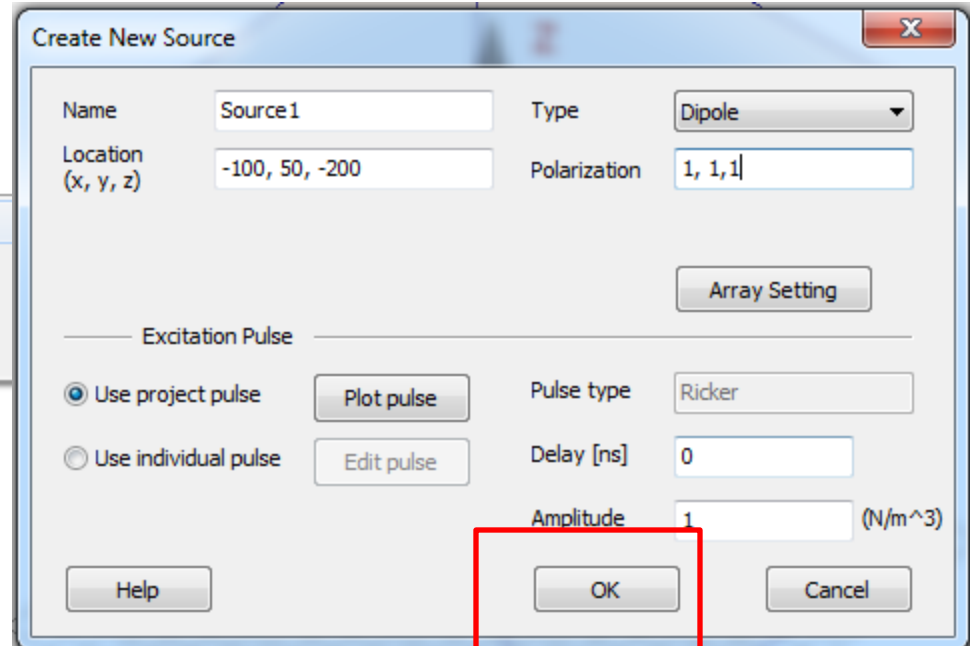 Create New Source
Z
Name Source1 Type Dipole
Location
(x, y, z) -100, 50, -200 Polarization 1, 1,1
Array Setting
Excitation Pulse
Use project pulse Plot pulse Pulse type Ricker
Use individual pulse Edit pulse Delay [ns] 0
Amplitude 1 (N/m^3)
Help OK Cancel